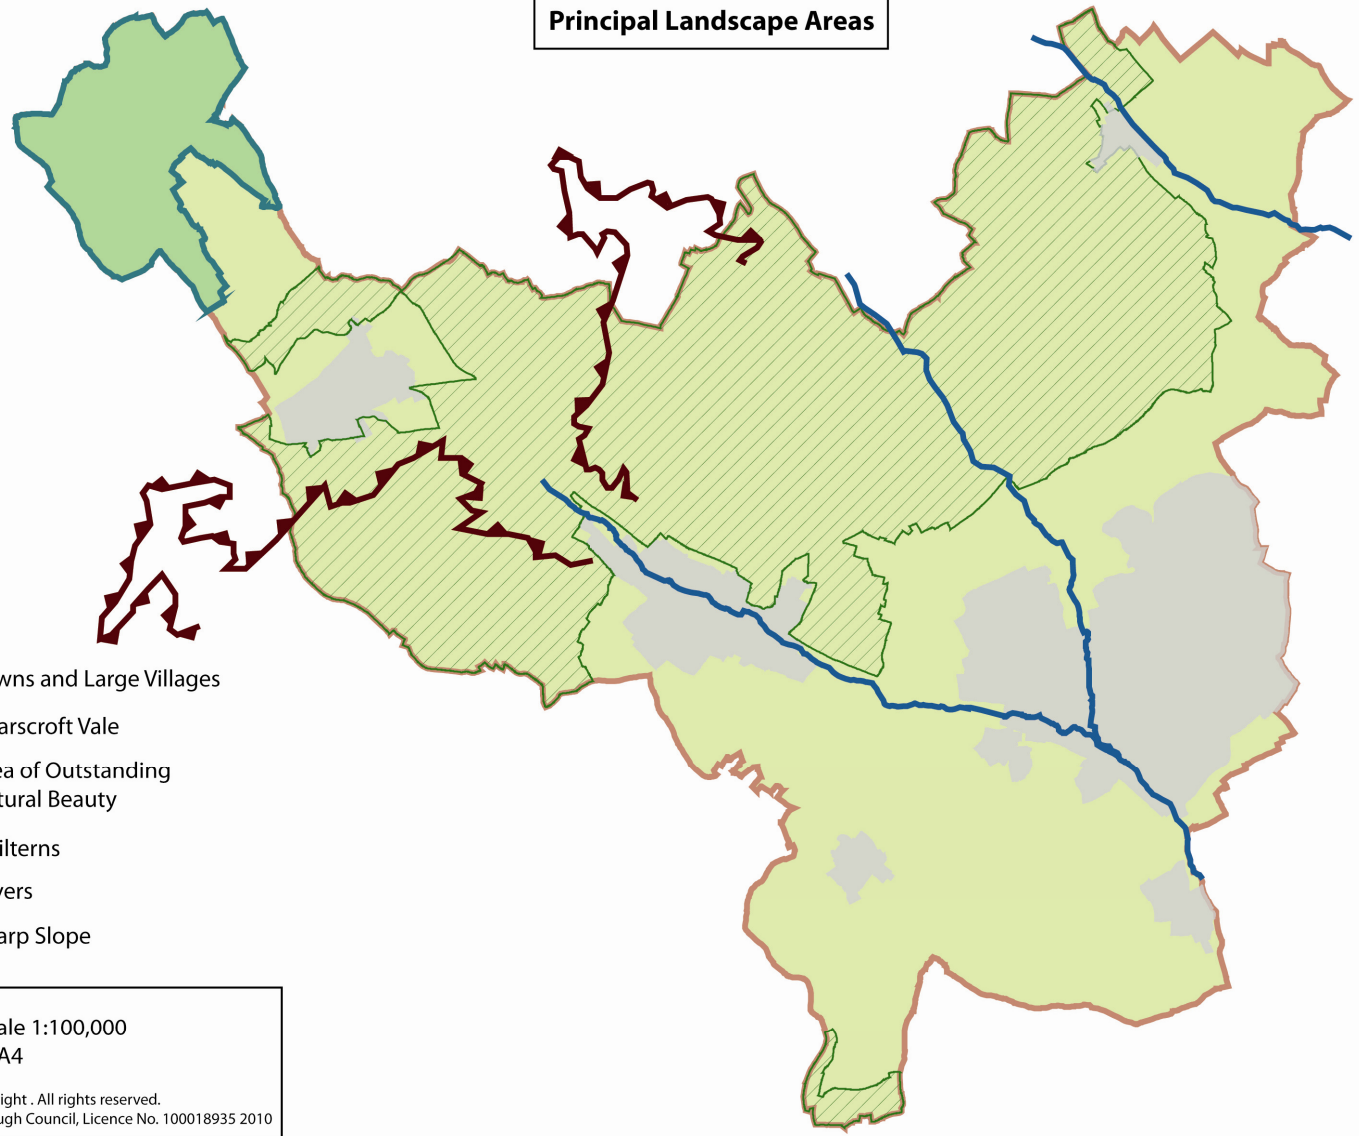 Principal Landscape Areas
wns and Large Villages
arscroft Vale
ea of Outstanding
tural Beauty
ilterns
vers
arp Slope
ale 1:100,000
A4
ight . All rights reserved.
ugh Council, Licence No. 100018935 2010